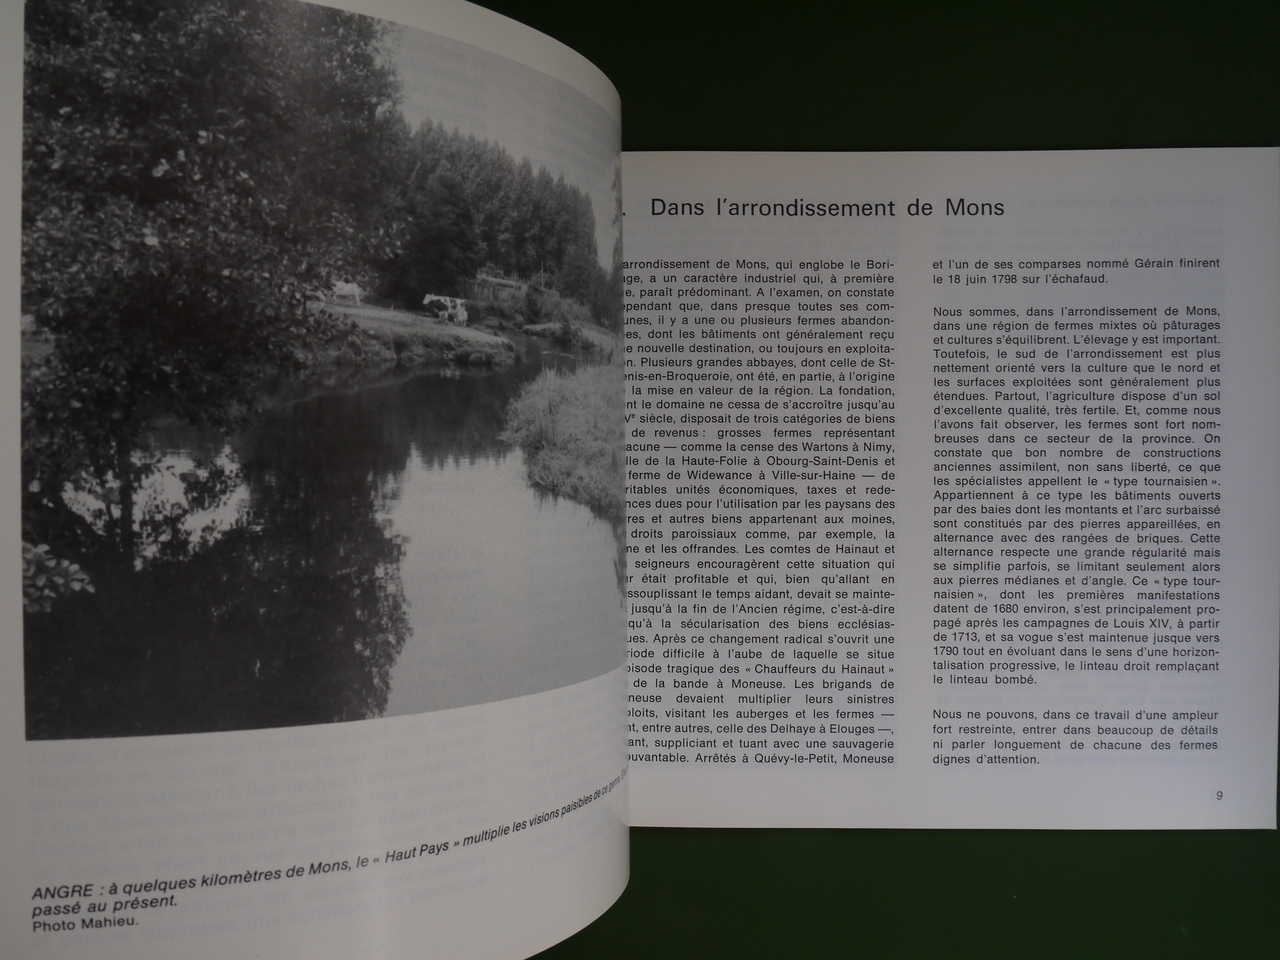 ANGRE : à quelques kilomètres de Mons, le « Haut Pays » multiplie les visions paisibles de ce genre.
passé au présent.
Photo Mahieu.
. Dans l'arrondissement de Mons
arrondissement de Mons, qui englobe le Bori-
age, a un caractère industriel qui, à première
e, paraît prédominant. A l'examen, on constate
ependant que, dans presque toutes ses com-
unes, il y a une ou plusieurs fermes abandon-
es, dont les bâtiments ont généralement reçu
e nouvelle destination, ou toujours en exploita-
n. Plusieurs grandes abbayes, dont celle de St-
enis-en-Broqueroie, ont été, en partie, à l'origine
la mise en valeur de la région. La fondation,
nt le domaine ne cessa de s'accroître jusqu'au
Ve siècle, disposait de trois catégories de biens
de revenus : grosses fermes représentant
acune — comme la cense des Wartons à Nimy,
lle de la Haute-Folie à Obourg-Saint-Denis et
ferme de Widewance à Ville-sur-Haine — de
ritables unités économiques, taxes et rede-
nces dues pour l'utilisation par les paysans des
res et autres biens appartenant aux moines,
droits paroissiaux comme, par exemple, la
ne et les offrandes. Les comtes de Hainaut et
seigneurs encouragèrent cette situation qui
r était profitable et qui, bien qu'allant en
ssouplissant le temps aidant, devait se mainte-
jusqu'à la fin de l'Ancien régime, c'est-à-dire
qu'à la sécularisation des biens ecclésias-
ues. Après ce changement radical s'ouvrit une
riode difficile à l'aube de laquelle se situe
pisode tragique des « Chauffeurs du Hainaut »
de la bande à Moneuse. Les brigands de
neuse devaient multiplier leurs sinistres
ploits, visitant les auberges et les fermes —
nt, entre autres, celle des Delhaye à Elouges —,
ant, suppliciant et tuant avec une sauvagerie
ouvantable. Arrêtés à Quévy-le-Petit, Moneuse
et l'un de ses comparses nommé Gérain finirent
le 18 juin 1798 sur l'échafaud.
Nous sommes, dans l'arrondissement de Mons,
dans une région de fermes mixtes où pâturages
et cultures s'équilibrent. L'élevage y est important.
Toutefois, le sud de l'arrondissement est plus
nettement orienté vers la culture que le nord et
les surfaces exploitées sont généralement plus
étendues. Partout, l'agriculture dispose d'un sol
d'excellente qualité, très fertile. Et, comme nous
l'avons fait observer, les fermes sont fort nom-
breuses dans ce secteur de la province. On
constate que bon nombre de constructions
anciennes assimilent, non sans liberté, ce que
les spécialistes appellent le « type tournaisien ».
Appartiennent à ce type les bâtiments ouverts
par des baies dont les montants et l'arc surbaissé
sont constitués par des pierres appareillées, en
alternance avec des rangées de briques. Cette
alternance respecte une grande régularité mais
se simplifie parfois, se limitant seulement alors
aux pierres médianes et d'angle. Ce « type tour-
naisien », dont les premières manifestations
datent de 1680 environ, s'est principalement pro-
pagé après les campagnes de Louis XIV, à partir
de 1713, et sa vogue s'est maintenue jusque vers
1790 tout en évoluant dans le sens d'une horizon-
talisation progressive, le linteau droit remplaçant
le linteau bombé.
Nous ne pouvons, dans ce travail d'une ampleur
fort restreinte, entrer dans beaucoup de détails
ni parler longuement de chacune des fermes
dignes d'attention.
9